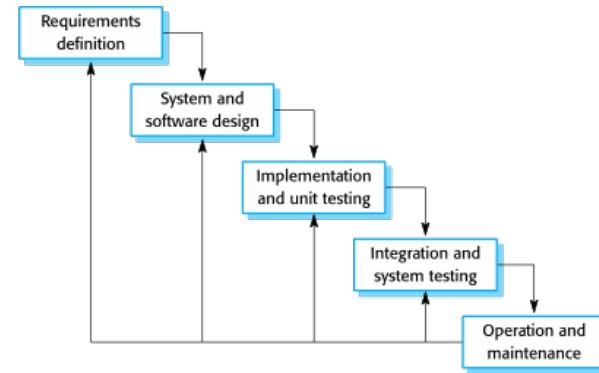 Requirements
definition
System and
software design
Implementation
and unit testing
Integration and
system testing
Operation and
maintenance